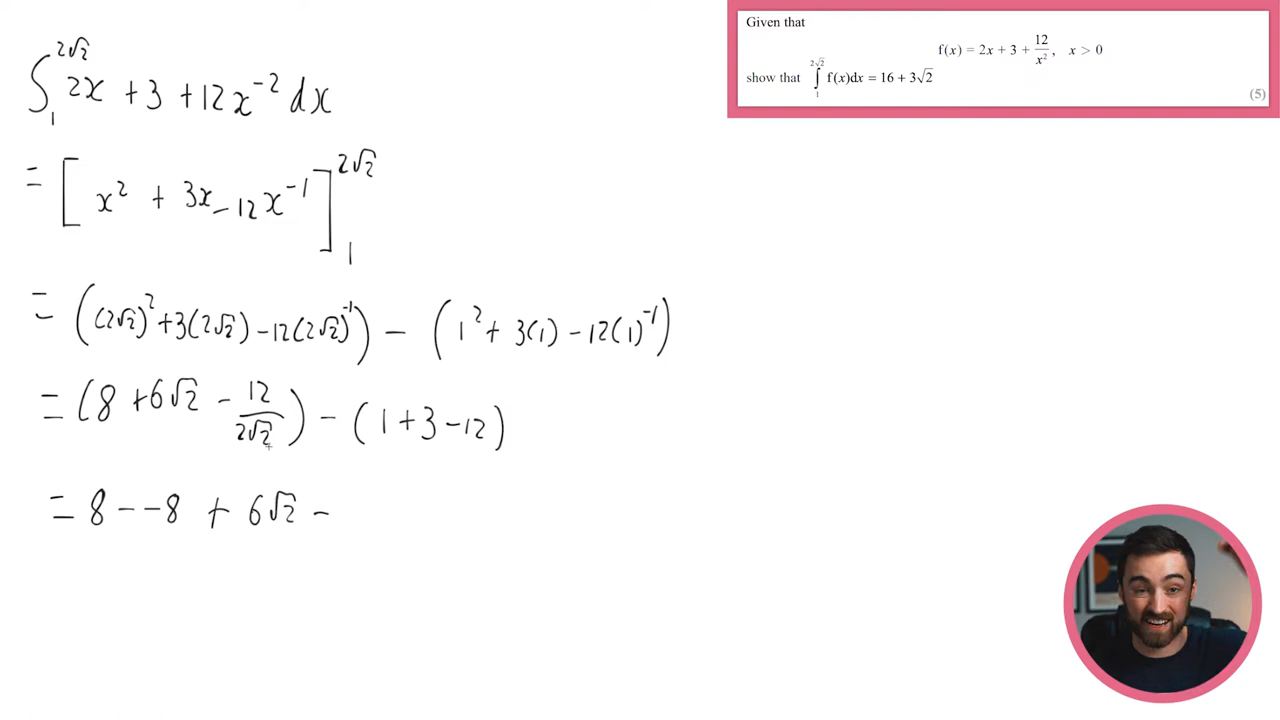 Given that
f(x) = 2x + 3 + 12/x², x > 0
show that ∫₁^{2√2} f(x)dx = 16 + 3√2
(5)
∫₁^{2√2} 2x + 3 + 12x⁻² dx
= [ x² + 3x - 12x⁻¹ ]₁^{2√2}
= ((2√2)² + 3(2√2) - 12(2√2)⁻¹) - (1² + 3(1) - 12(1)⁻¹)
= (8 + 6√2 - 12/2√2) - (1 + 3 - 12)
= 8 - -8 + 6√2 -